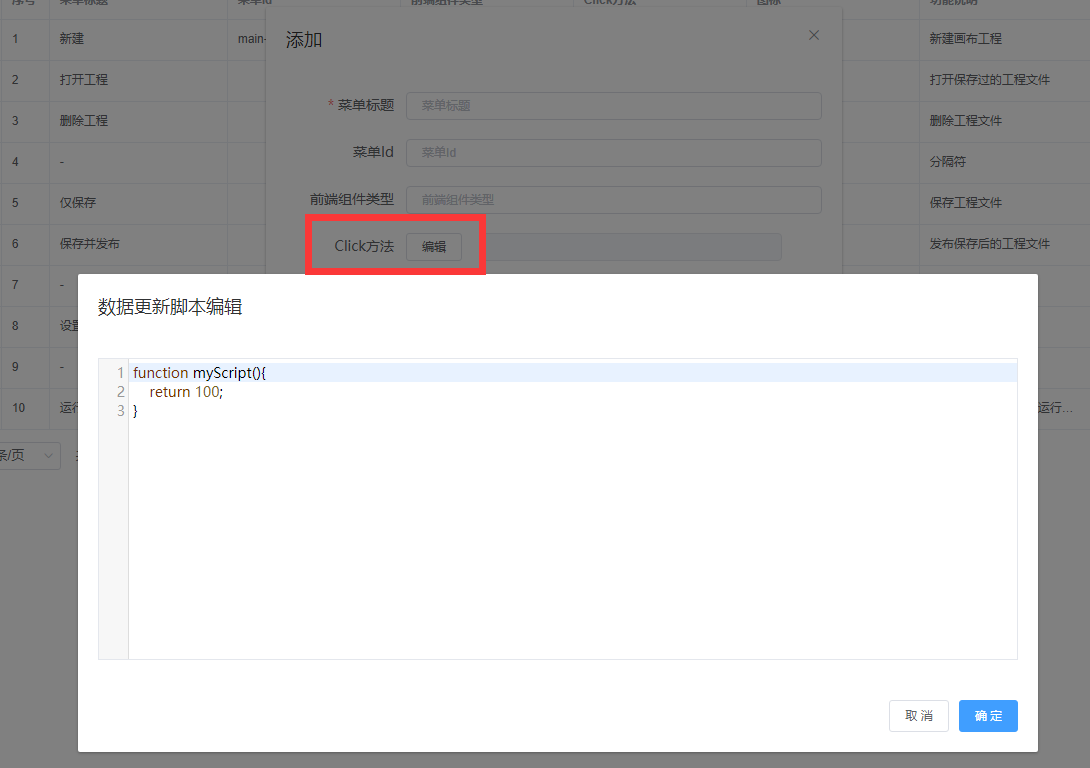 序号 菜单标题 菜单Id 前端组件类型 Click方法 图标 功能说明
添加
1 新建 main- 新建画布工程
2 打开工程 打开保存过的工程文件
* 菜单标题 菜单标题
3 删除工程 删除工程文件
菜单Id 菜单Id
4 - 分隔符
前端组件类型 前端组件类型
5 仅保存 保存工程文件
6 保存并发布 发布保存后的工程文件
Click方法 编辑
7 -
8 设置
9 -
10 运行 运行...
条/页
数据更新脚本编辑
1 function myScript(){
2 return 100;
3 }
取消 确定